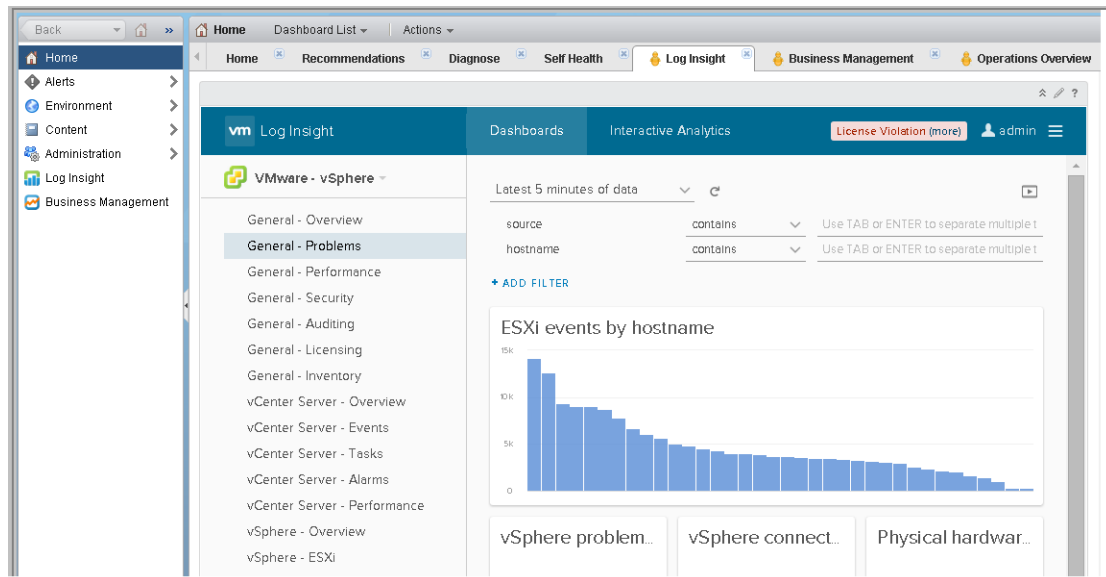 Back
Home Dashboard List Actions
Home
Alerts
Environment
Content
Administration
Log Insight
Business Management
Home Recommendations Diagnose Self Health Log Insight Business Management Operations Overview
?
vm Log Insight Dashboards Interactive Analytics License Violation (more) admin
VMware - vSphere
General - Overview
General - Problems
General - Performance
General - Security
General - Auditing
General - Licensing
General - Inventory
vCenter Server - Overview
vCenter Server - Events
vCenter Server - Tasks
vCenter Server - Alarms
vCenter Server - Performance
vSphere - Overview
vSphere - ESXi
Latest 5 minutes of data
source contains Use TAB or ENTER to separate multiple t
hostname contains Use TAB or ENTER to separate multiple t
+ ADD FILTER
ESXi events by hostname
15k
10k
5k
0
vSphere problem... vSphere connect... Physical hardwar...